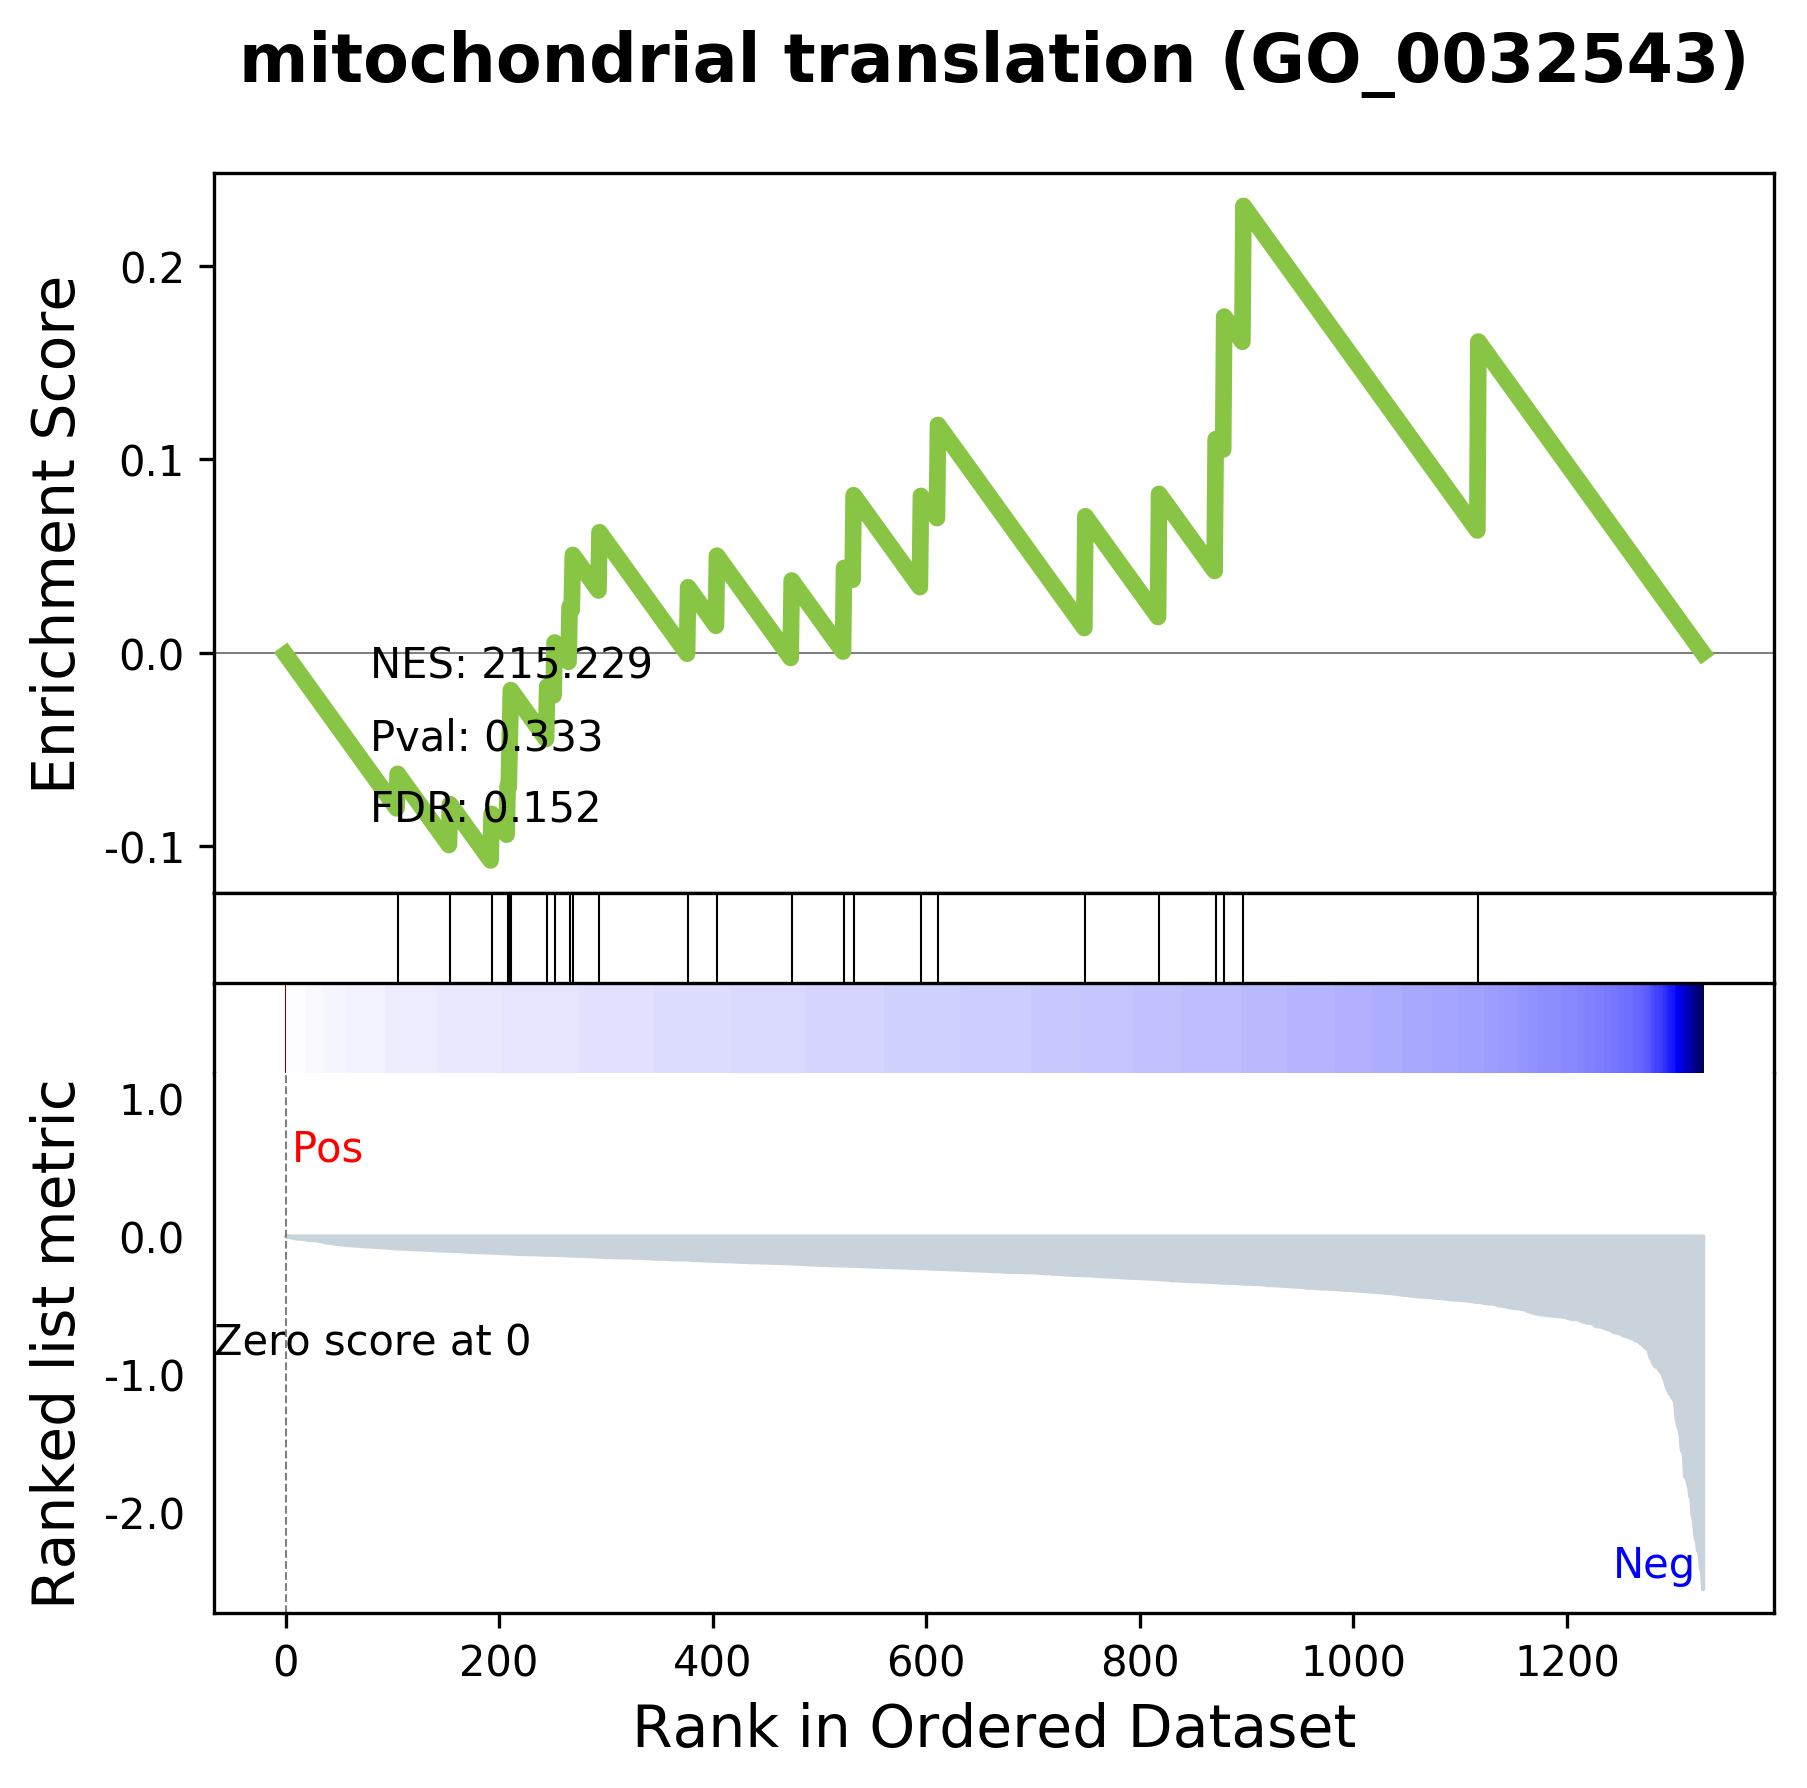 mitochondrial translation (GO_0032543)
Enrichment Score
0.2
0.1
0.0
-0.1
NES: 215.229
Pval: 0.333
FDR: 0.152
Ranked list metric
1.0
0.0
-1.0
-2.0
Pos
Zero score at 0
Neg
0 200 400 600 800 1000 1200
Rank in Ordered Dataset